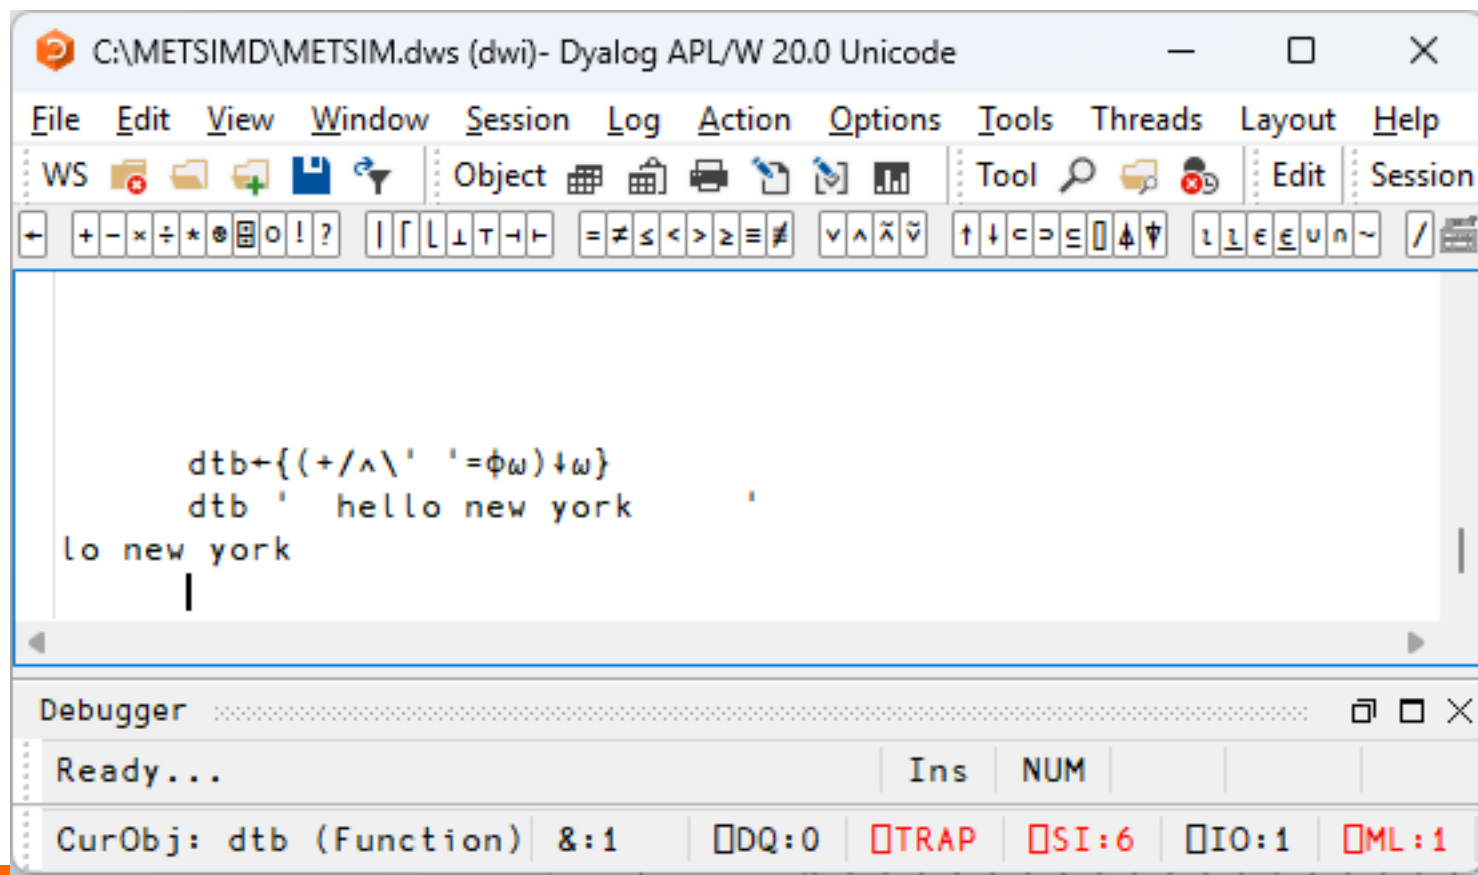 C:\METSIMD\METSIM.dws (dwi)- Dyalog APL/W 20.0 Unicode
File Edit View Window Session Log Action Options Tools Threads Layout Help
WS Object Tool Edit Session
← + - × ÷ * ⍟ ⌹ ○ ! ? | ⌈ ⌊ ⊥ ⊤ ⊣ ⊢ = ≠ ≤ < > ≥ ≡ ≢ ∨ ∧ ⍲ ⍱ ↑ ↓ ⊂ ⊃ ⊆ ⌷ ⍋ ⍒ ⍳ ⍸ ∊ ⍷ ∪ ∩ ~ /
dtb←{(+/∧\' '=⌽⍵)↓⍵}
dtb '  hello new york      '
lo new york
Debugger
Ready... Ins NUM
CurObj: dtb (Function) &:1 ⎕DQ:0 ⎕TRAP ⎕SI:6 ⎕IO:1 ⎕ML:1